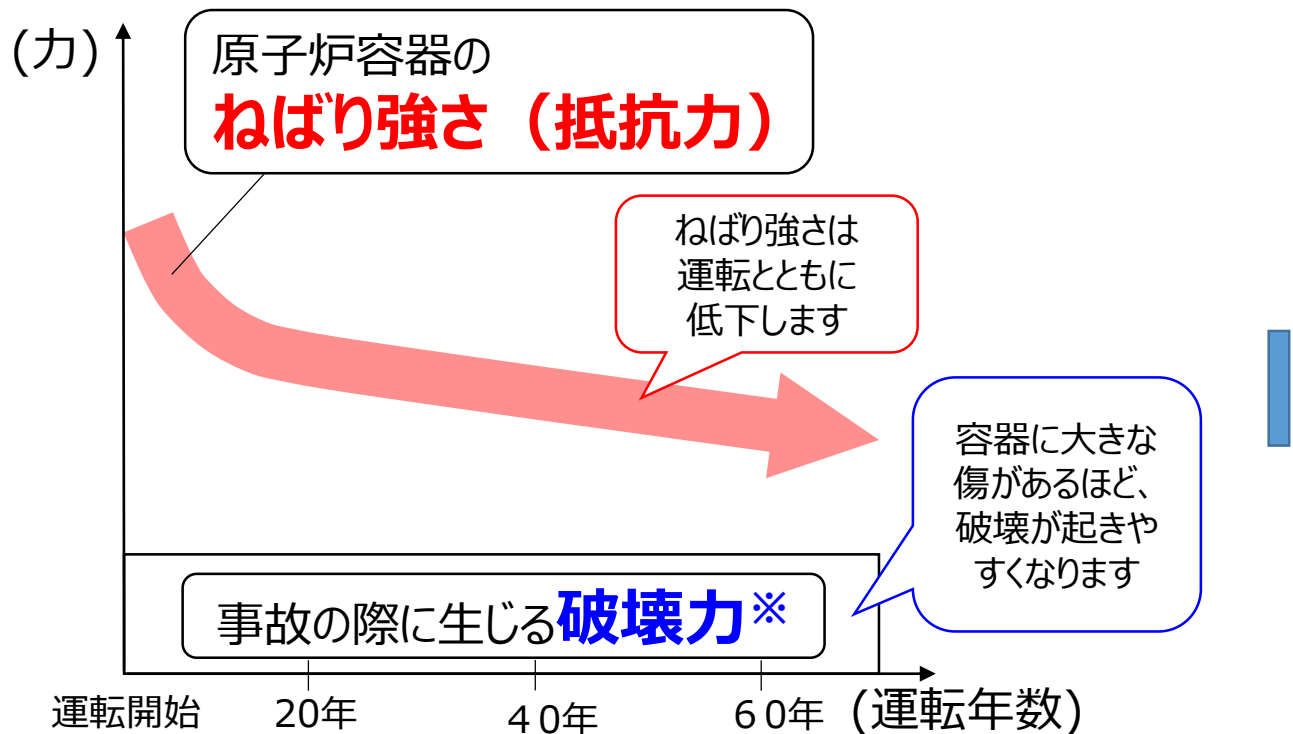 (力)
原子炉容器の
ねばり強さ（抵抗力）
ねばり強さは
運転とともに
低下します
容器に大きな
傷があるほど、
破壊が起きや
すくなります
事故の際に生じる破壊力※
運転開始 20年 ４0年 ６0年 (運転年数)